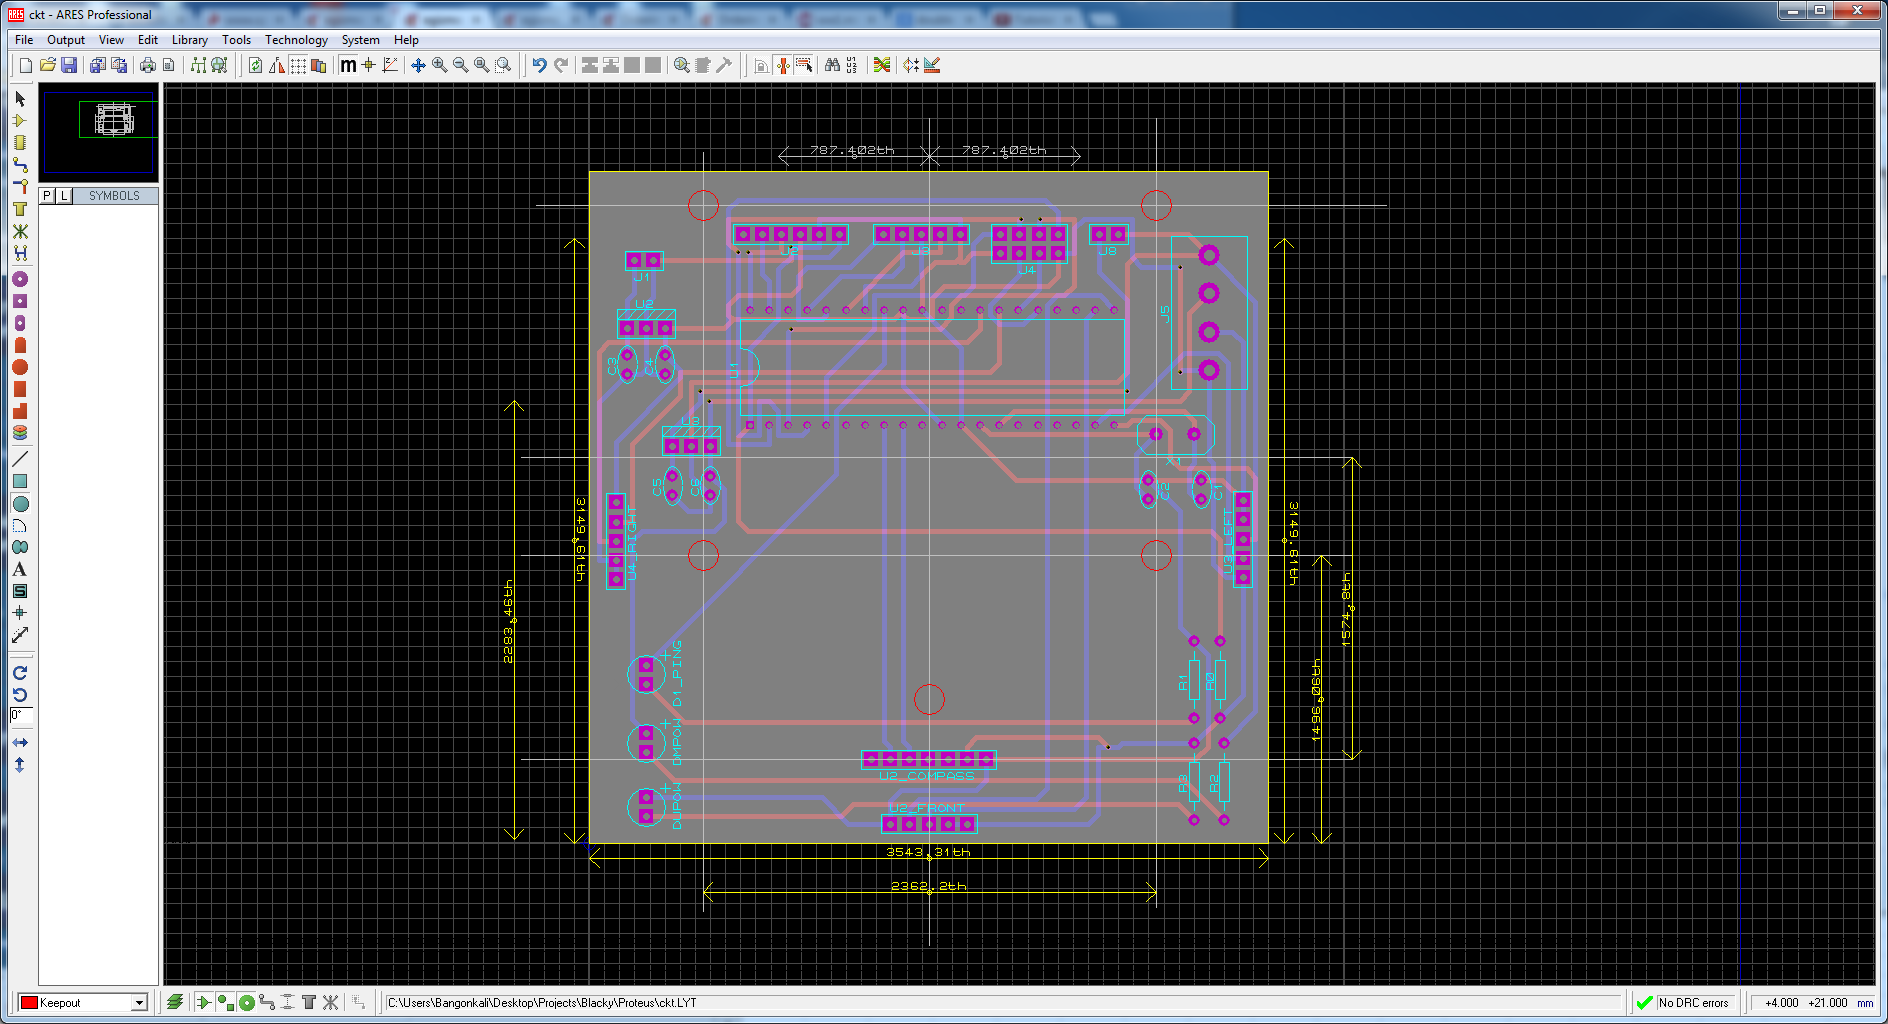 ARES
ckt - ARES Professional
File Output View Edit Library Tools Technology System Help
m
P L SYMBOLS
787.402th 787.402th
J2 J3 J4 J8
J1
U2
J5
C3 C4 U1
U3
C5 C6 C2 C1
X1
U4_RIGHT
U3_LEFT
3149.61th
3149.61th
2283.46th
1574.8th
1496.06th
A
S
0°
D1_PING
R1 R0
DMPOW
U2_COMPASS
R3 R2
DUPOW
U2_FRONT
3543.31th
2362.2th
Keepout
C:\Users\Bangonkali\Desktop\Projects\Blacky\Proteus\ckt.LYT
No DRC errors
+4.000 +21.000 mm